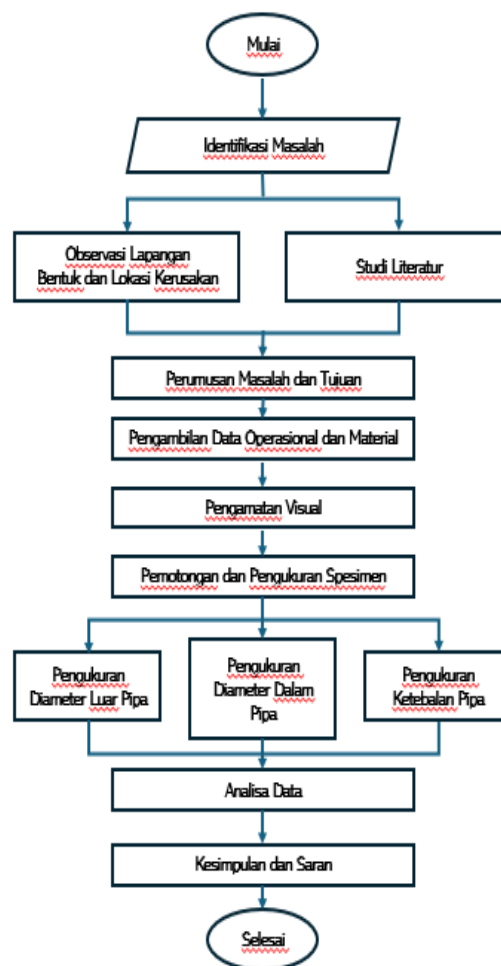 Mulai
Identifikasi Masalah
Observasi Lapangan
Bentuk dan Lokasi Kerusakan
Studi Literatur
Perumusan Masalah dan Tujuan
Pengambilan Data Operasional dan Material
Pengamatan Visual
Pemotongan dan Pengukuran Spesimen
Pengukuran
Diameter Luar Pipa
Pengukuran
Diameter Dalam
Pipa
Pengukuran
Ketebalan Pipa
Analisa Data
Kesimpulan dan Saran
Selesai